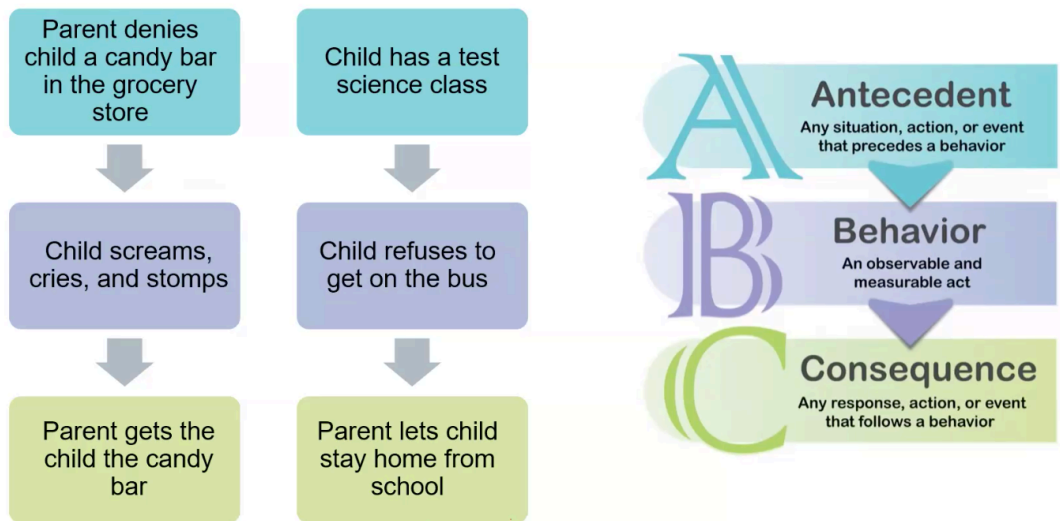 Parent denies
child a candy bar
in the grocery
store
Child screams,
cries, and stomps
Parent gets the
child the candy
bar
Child has a test
science class
Child refuses to
get on the bus
Parent lets child
stay home from
school
A
Antecedent
Any situation, action, or event
that precedes a behavior
B
Behavior
An observable and
measurable act
C
Consequence
Any response, action, or event
that follows a behavior